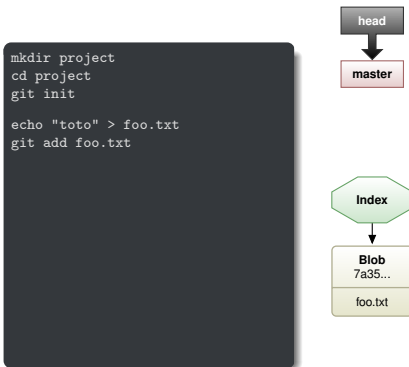 mkdir project
cd project
git init
echo "toto" > foo.txt
git add foo.txt
head
master
Index
Blob
7a35...
foo.txt